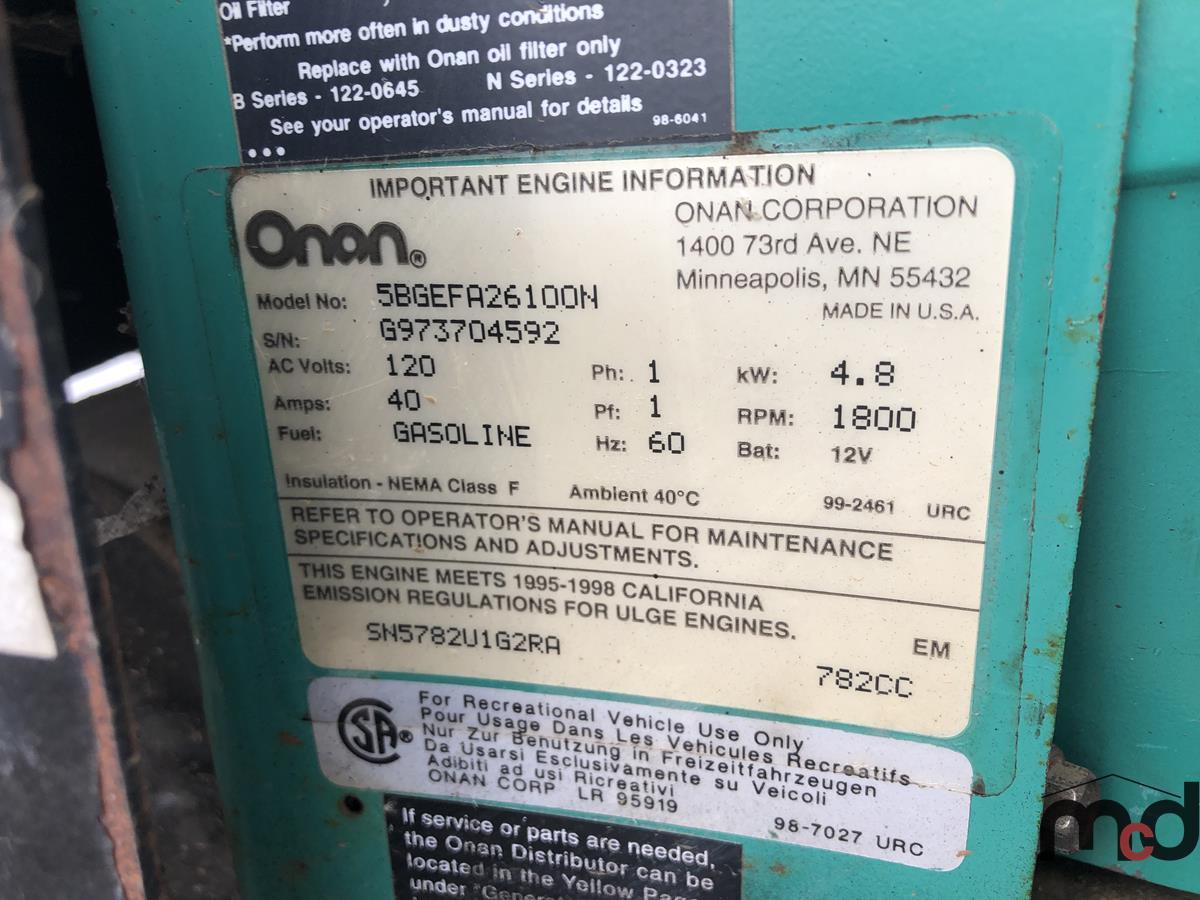 Oil Filter
*Perform more often in dusty conditions
Replace with Onan oil filter only
B Series - 122-0645 N Series - 122-0323
See your operator's manual for details
98-6041
IMPORTANT ENGINE INFORMATION
Onan®
ONAN CORPORATION
1400 73rd Ave. NE
Minneapolis, MN 55432
MADE IN U.S.A.
Model No: 5BGEFA26100N
S/N: G973704592
AC Volts: 120 Ph: 1 kW: 4.8
Amps: 40 Pf: 1 RPM: 1800
Fuel: GASOLINE Hz: 60 Bat: 12V
Insulation - NEMA Class F Ambient 40°C 99-2461 URC
REFER TO OPERATOR'S MANUAL FOR MAINTENANCE
SPECIFICATIONS AND ADJUSTMENTS.
THIS ENGINE MEETS 1995-1998 CALIFORNIA
EMISSION REGULATIONS FOR ULGE ENGINES.
SN5782U1G2RA
EM
782CC
SA®
For Recreational Vehicle Use Only
Pour Usage Dans Les Vehicules Recreatifs
Nur Zur Benutzung in Freizeitfahrzeugen
Da Usarsi Esclusivamente su Veicoli
Adibiti ad usi Ricreativi
ONAN CORP LR 95919
98-7027 URC
If service or parts are needed,
the Onan Distributor can be
located in the Yellow Pag
under "Genera
mcd